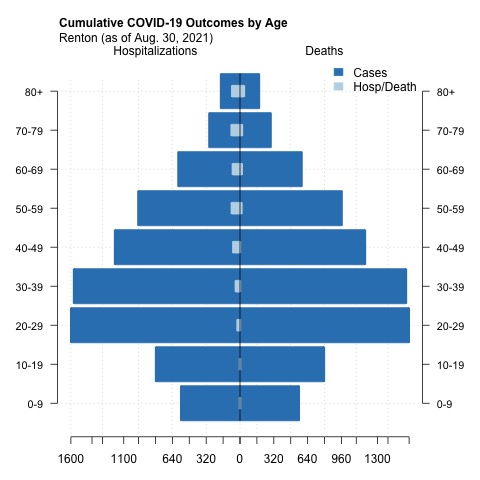 Cumulative COVID-19 Outcomes by Age
Renton (as of Aug. 30, 2021)
Hospitalizations Deaths
Cases
Hosp/Death
80+ 80+
70-79 70-79
60-69 60-69
50-59 50-59
40-49 40-49
30-39 30-39
20-29 20-29
10-19 10-19
0-9 0-9
1600 1100 640 320 0 320 640 960 1300